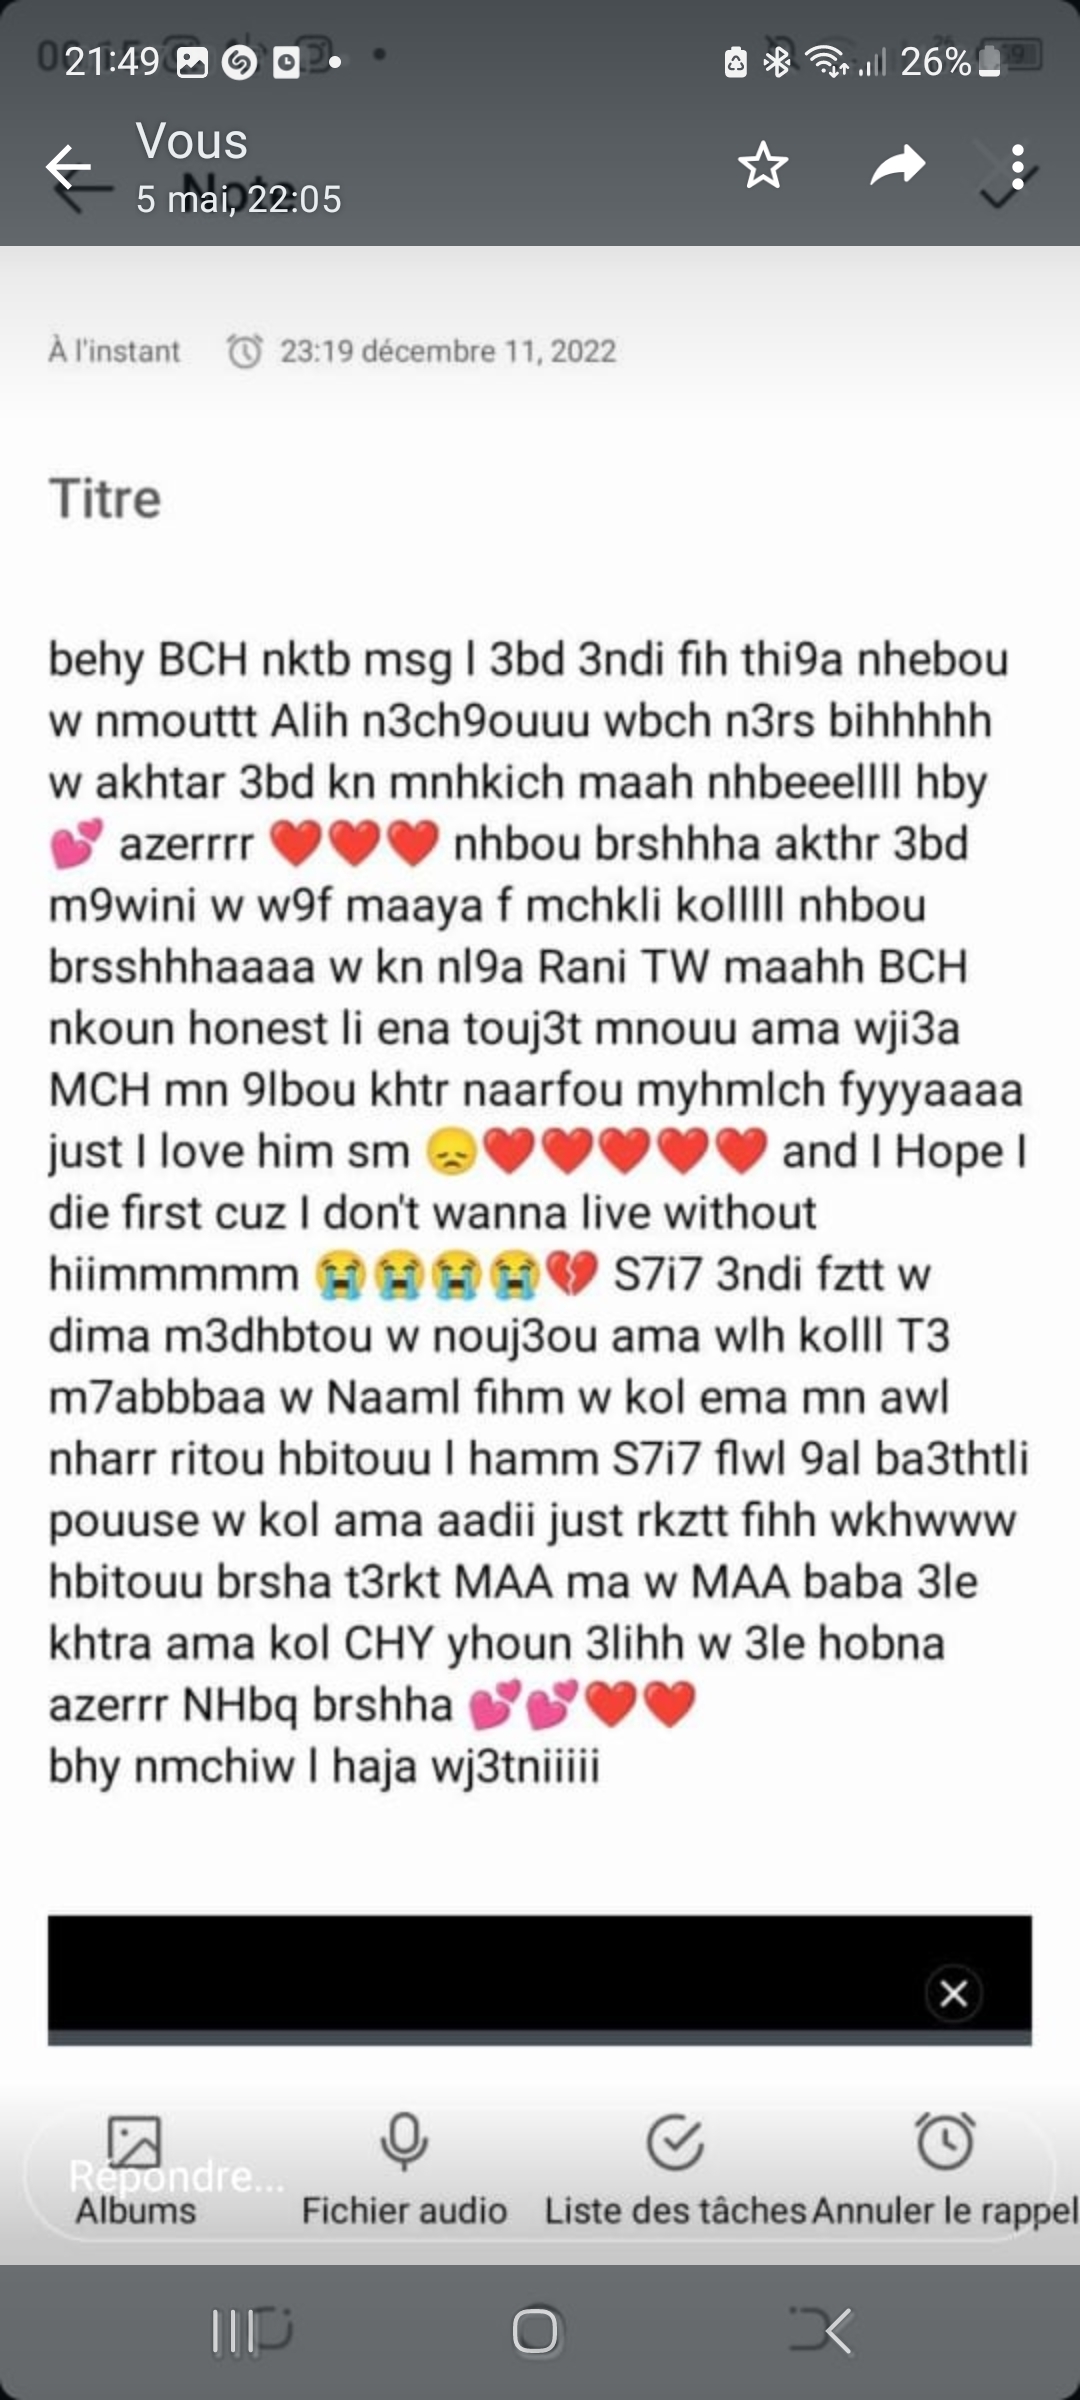 21:49 26%
Vous
5 mai, 22:05
Note
À l'instant 23:19 décembre 11, 2022
Titre
behy BCH nktb msg l 3bd 3ndi fih thi9a nhebou
w nmouttt Alih n3ch9ouuu wbch n3rs bihhhhh
w akhtar 3bd kn mnhkich maah nhbeeellll hby
💕 azerrrr ❤️❤️❤️ nhbou brshhha akthr 3bd
m9wini w w9f maaya f mchkli kolllll nhbou
brsshhhaaaa w kn nl9a Rani TW maahh BCH
nkoun honest li ena touj3t mnouu ama wji3a
MCH mn 9lbou khtr naarfou myhmlch fyyyaaaa
just I love him sm 😞❤️❤️❤️❤️❤️ and I Hope I
die first cuz I don't wanna live without
hiimmmmm 😭😭😭😭💔 S7i7 3ndi fztt w
dima m3dhbtou w nouj3ou ama wlh kolll T3
m7abbbaa w Naaml fihm w kol ema mn awl
nharr ritou hbitouu l hamm S7i7 flwl 9al ba3thtli
pouuse w kol ama aadii just rkztt fihh wkhwww
hbitouu brsha t3rkt MAA ma w MAA baba 3le
khtra ama kol CHY yhoun 3lihh w 3le hobna
azerrr NHbq brshha 💕💕❤️❤️
bhy nmchiw l haja wj3tniiiii
Répondre...
Albums Fichier audio Liste des tâches Annuler le rappel